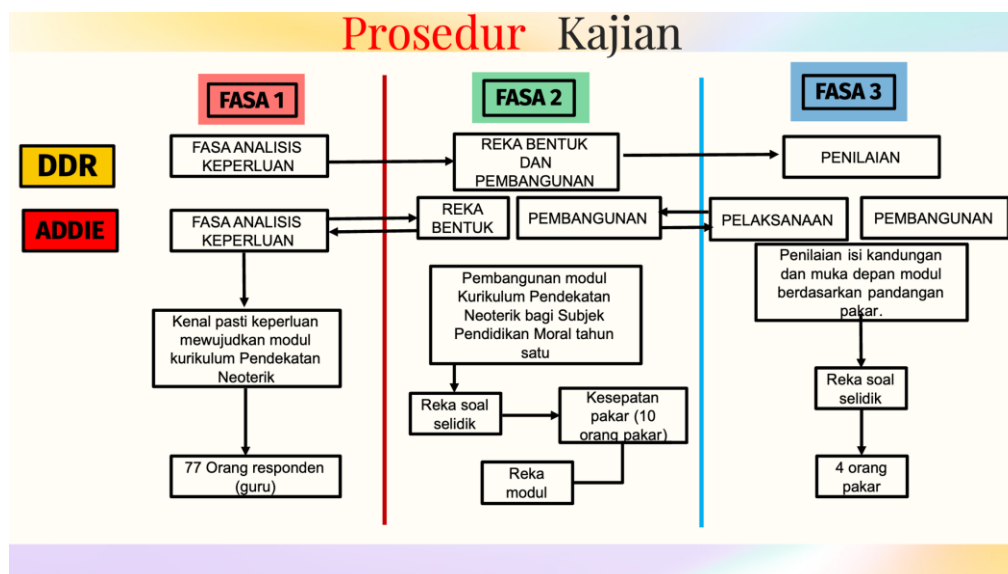 Prosedur Kajian
FASA 1
FASA 2
FASA 3
DDR
FASA ANALISIS
KEPERLUAN
REKA BENTUK
DAN
PEMBANGUNAN
PENILAIAN
ADDIE
FASA ANALISIS
KEPERLUAN
REKA
BENTUK
PEMBANGUNAN
PELAKSANAAN
PEMBANGUNAN
Kenal pasti keperluan
mewujudkan modul
kurikulum Pendekatan
Neoterik
77 Orang responden
(guru)
Pembangunan modul
Kurikulum Pendekatan
Neoterik bagi Subjek
Pendidikan Moral tahun
satu
Reka soal
selidik
Kesepatan
pakar (10
orang pakar)
Reka
modul
Penilaian isi kandungan
dan muka depan modul
berdasarkan pandangan
pakar.
Reka soal
selidik
4 orang
pakar